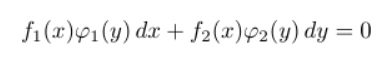 f₁(x)φ₁(y) dx + f₂(x)φ₂(y) dy = 0